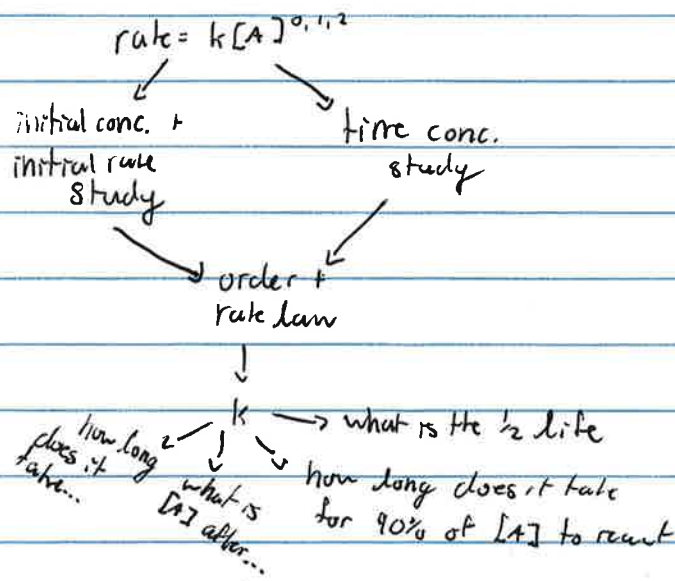 rate = k[A]^0,1,2
initial conc. +
initial rate
study
time conc.
study
order +
rate law
k
what is the 1/2 life
how long
does it
take...
what is
[A] after...
how long does it take
for 90% of [A] to react